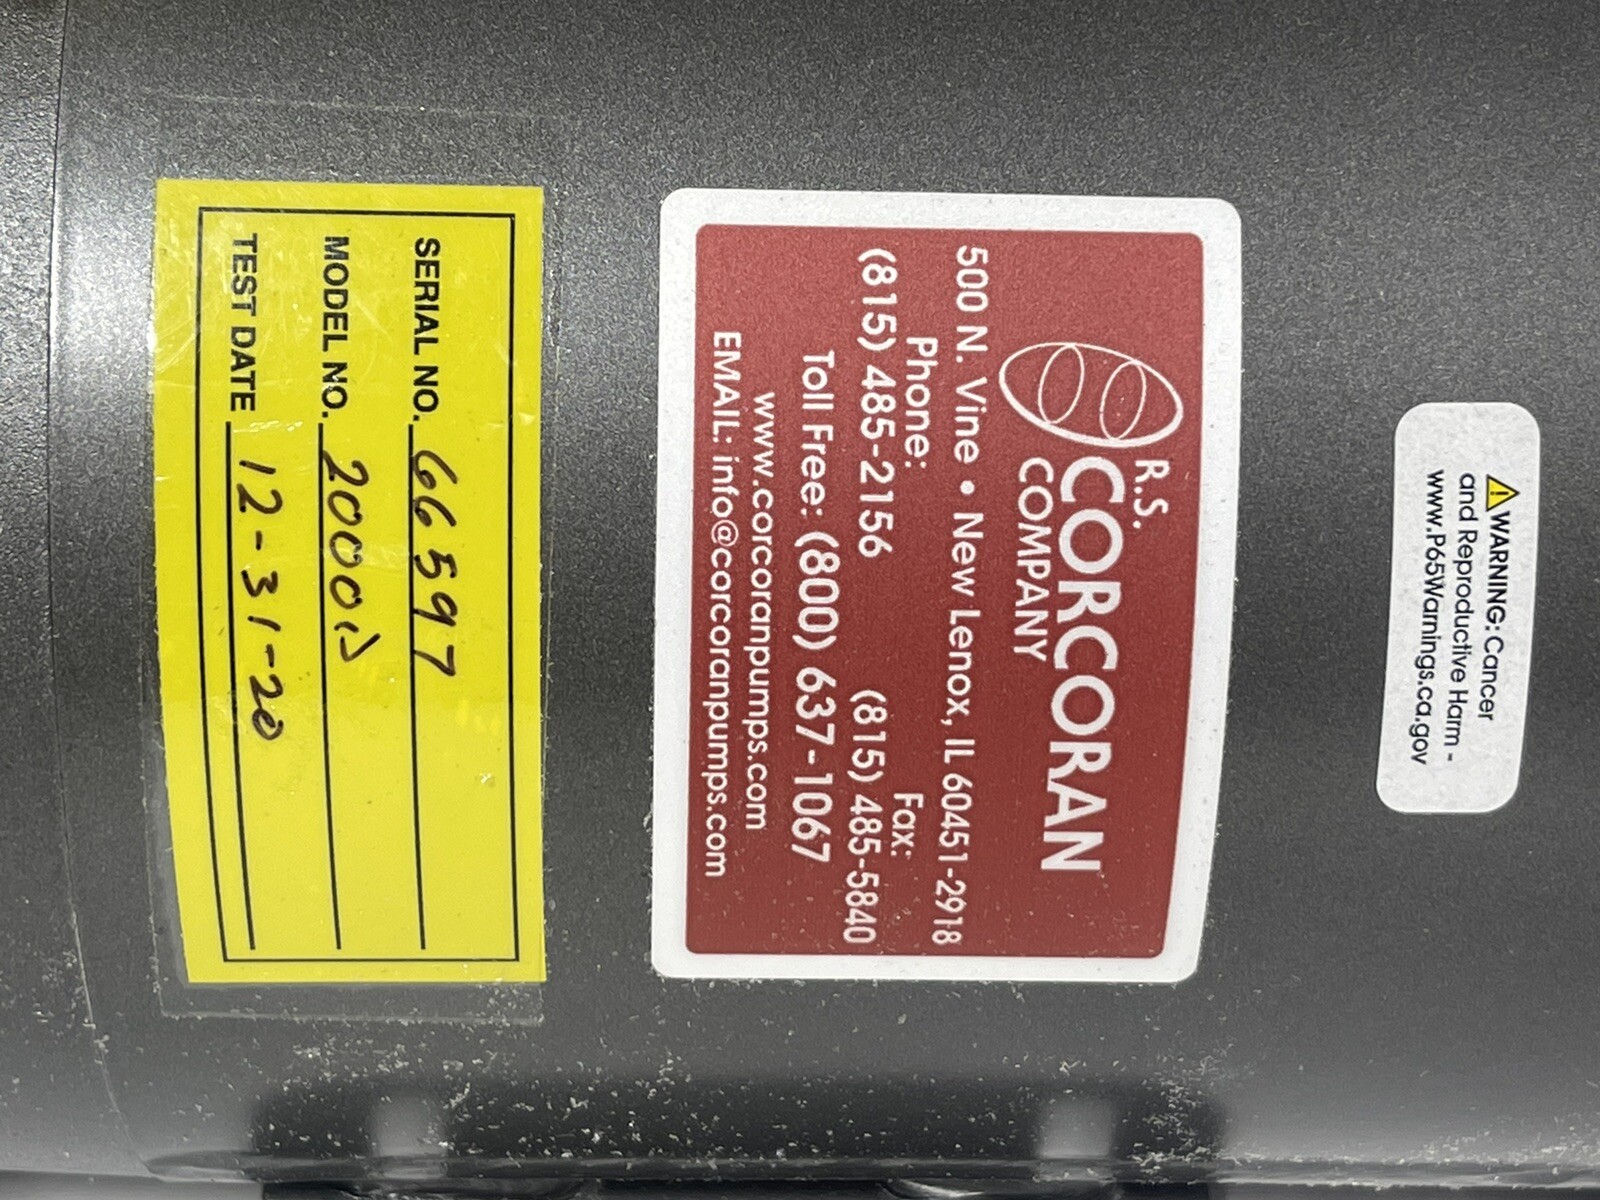 ⚠WARNING: Cancer
and Reproductive Harm -
www.P65Warnings.ca.gov
R.S.
CORCORAN
COMPANY
500 N. Vine • New Lenox, IL 60451-2918
Phone: Fax:
(815) 485-2156 (815) 485-5840
Toll Free: (800) 637-1067
www.corcoranpumps.com
EMAIL: info@corcoranpumps.com
SERIAL NO. 66597
MODEL NO.
TEST DATE 12-31-20